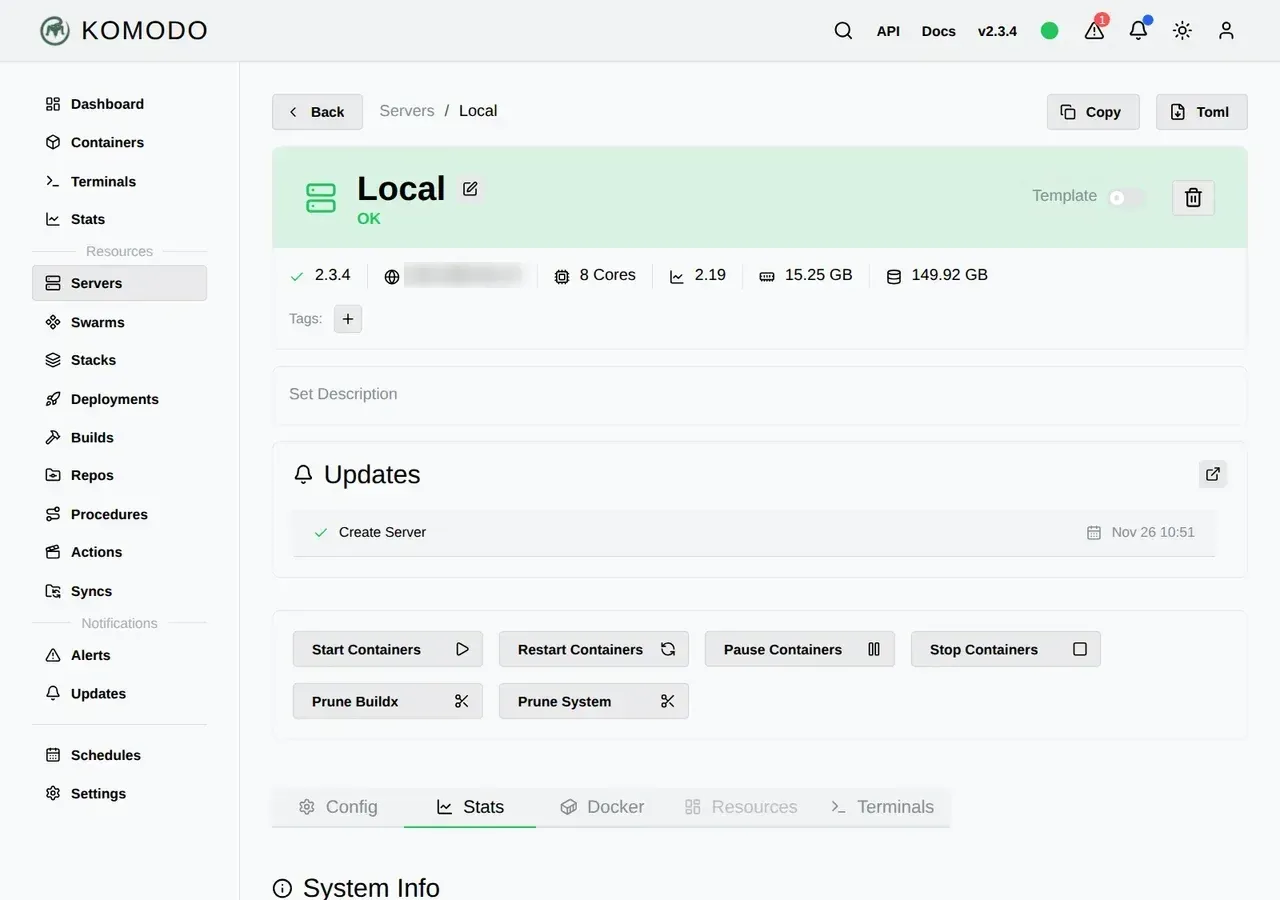 KOMODO
API Docs v2.3.4 1
Dashboard
Containers
Terminals
Stats
Resources
Servers
Swarms
Stacks
Deployments
Builds
Repos
Procedures
Actions
Syncs
Notifications
Alerts
Updates
Schedules
Settings
Back Servers / Local Copy Toml
Local
OK
Template
2.3.4 8 Cores 2.19 15.25 GB 149.92 GB
Tags: +
Set Description
Updates
Create Server Nov 26 10:51
Start Containers Restart Containers Pause Containers Stop Containers
Prune Buildx Prune System
Config Stats Docker Resources Terminals
System Info